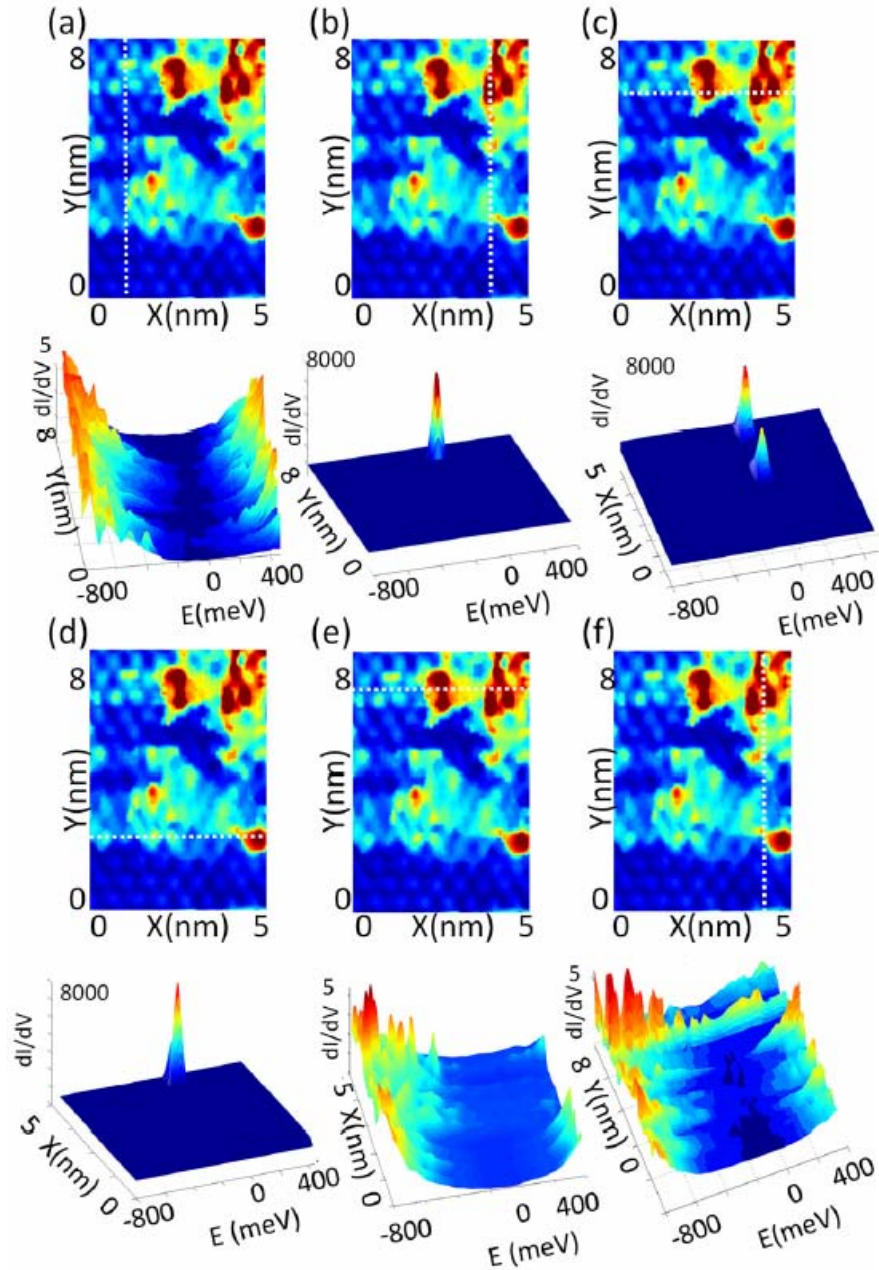 (a) (b) (c)
8 8 8
Y(nm) Y(nm) Y(nm)
0 0 0
0 X(nm) 5 0 X(nm) 5 0 X(nm) 5
5 dI/dV 8 Y(nm) 0 -800 0 400 E(meV)
8000 dI/dV 8 Y(nm) 0 -800 0 400 E(meV)
8000 dI/dV 5 X(nm) 0 -800 0 400 E(meV)
(d) (e) (f)
8 8 8
Y(nm) Y(nm) Y(nm)
0 0 0
0 X(nm) 5 0 X(nm) 5 0 X(nm) 5
8000 dI/dV 5 X(nm) 0 -800 0 400 E (meV)
5 dI/dV 5 X(nm) 0 -800 0 400 E (meV)
5 dI/dV 8 Y(nm) 0 -800 0 400 E(meV)